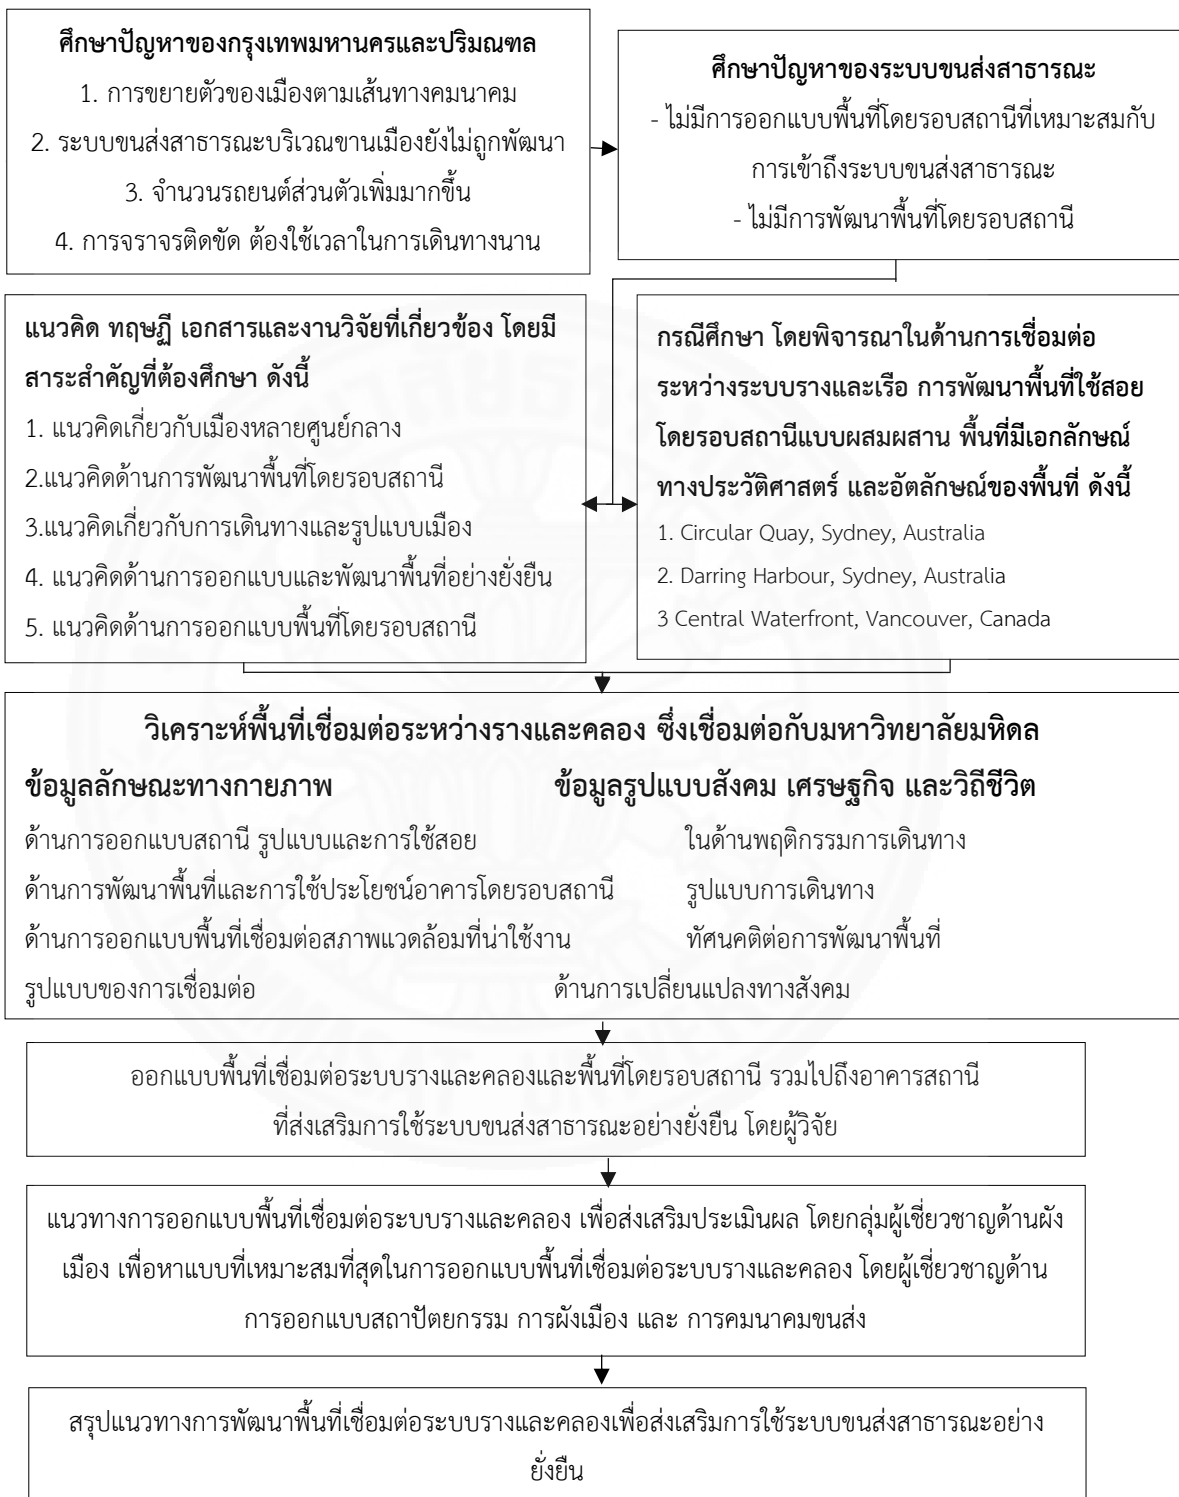 ศึกษาปัญหาของกรุงเทพมหานครและปริมณฑล
1. การขยายตัวของเมืองตามเส้นทางคมนาคม
2. ระบบขนส่งสาธารณะบริเวณชานเมืองยังไม่ถูกพัฒนา
3. จำนวนรถยนต์ส่วนตัวเพิ่มมากขึ้น
4. การจราจรติดขัด ต้องใช้เวลาในการเดินทางนาน
ศึกษาปัญหาของระบบขนส่งสาธารณะ
- ไม่มีการออกแบบพื้นที่โดยรอบสถานีที่เหมาะสมกับ
การเข้าถึงระบบขนส่งสาธารณะ
- ไม่มีการพัฒนาพื้นที่โดยรอบสถานี
แนวคิด ทฤษฏี เอกสารและงานวิจัยที่เกี่ยวข้อง โดยมี
สาระสำคัญที่ต้องศึกษา ดังนี้
1. แนวคิดเกี่ยวกับเมืองหลายศูนย์กลาง
2.แนวคิดด้านการพัฒนาพื้นที่โดยรอบสถานี
3.แนวคิดเกี่ยวกับการเดินทางและรูปแบบเมือง
4. แนวคิดด้านการออกแบบและพัฒนาพื้นที่อย่างยั่งยืน
5. แนวคิดด้านการออกแบบพื้นที่โดยรอบสถานี
กรณีศึกษา โดยพิจารณาในด้านการเชื่อมต่อ
ระหว่างระบบรางและเรือ การพัฒนาพื้นที่ใช้สอย
โดยรอบสถานีแบบผสมผสาน พื้นที่มีเอกลักษณ์
ทางประวัติศาสตร์ และอัตลักษณ์ของพื้นที่ ดังนี้
1. Circular Quay, Sydney, Australia
2. Darring Harbour, Sydney, Australia
3 Central Waterfront, Vancouver, Canada
วิเคราะห์พื้นที่เชื่อมต่อระหว่างรางและคลอง ซึ่งเชื่อมต่อกับมหาวิทยาลัยมหิดล
ข้อมูลลักษณะทางกายภาพ
ด้านการออกแบบสถานี รูปแบบและการใช้สอย
ด้านการพัฒนาพื้นที่และการใช้ประโยชน์อาคารโดยรอบสถานี
ด้านการออกแบบพื้นที่เชื่อมต่อสภาพแวดล้อมที่น่าใช้งาน
รูปแบบของการเชื่อมต่อ
ข้อมูลรูปแบบสังคม เศรษฐกิจ และวิถีชีวิต
ในด้านพฤติกรรมการเดินทาง
รูปแบบการเดินทาง
ทัศนคติต่อการพัฒนาพื้นที่
ด้านการเปลี่ยนแปลงทางสังคม
ออกแบบพื้นที่เชื่อมต่อระบบรางและคลองและพื้นที่โดยรอบสถานี รวมไปถึงอาคารสถานี
ที่ส่งเสริมการใช้ระบบขนส่งสาธารณะอย่างยั่งยืน โดยผู้วิจัย
แนวทางการออกแบบพื้นที่เชื่อมต่อระบบรางและคลอง เพื่อส่งเสริมประเมินผล โดยกลุ่มผู้เชี่ยวชาญด้านผัง
เมือง เพื่อหาแบบที่เหมาะสมที่สุดในการออกแบบพื้นที่เชื่อมต่อระบบรางและคลอง โดยผู้เชี่ยวชาญด้าน
การออกแบบสถาปัตยกรรม การผังเมือง และ การคมนาคมขนส่ง
สรุปแนวทางการพัฒนาพื้นที่เชื่อมต่อระบบรางและคลองเพื่อส่งเสริมการใช้ระบบขนส่งสาธารณะอย่าง
ยั่งยืน